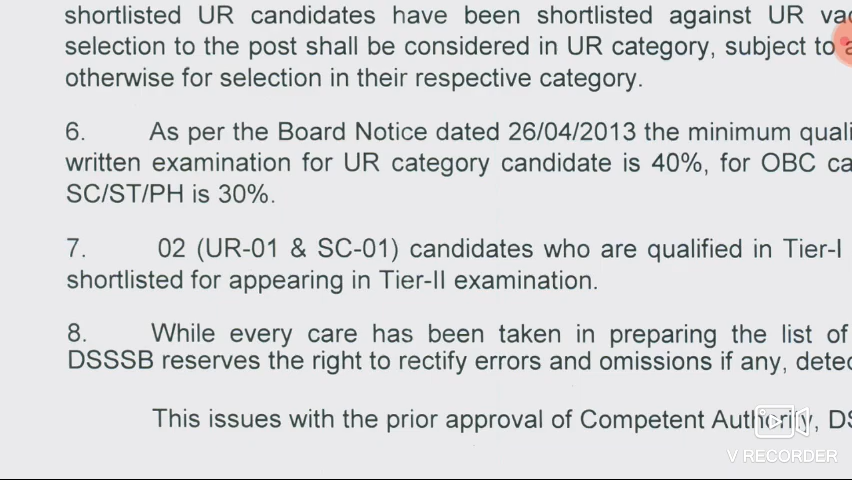 shortlisted UR candidates have been shortlisted against UR
selection to the post shall be considered in UR category, subject to
otherwise for selection in their respective category.
6. As per the Board Notice dated 26/04/2013 the minimum
written examination for UR category candidate is 40%, for OBC
SC/ST/PH is 30%.
7. 02 (UR-01 & SC-01) candidates who are qualified in Tier-I
shortlisted for appearing in Tier-II examination.
8. While every care has been taken in preparing the list of
DSSSB reserves the right to rectify errors and omissions if any,
This issues with the prior approval of Competent Authority,
V RECORDER